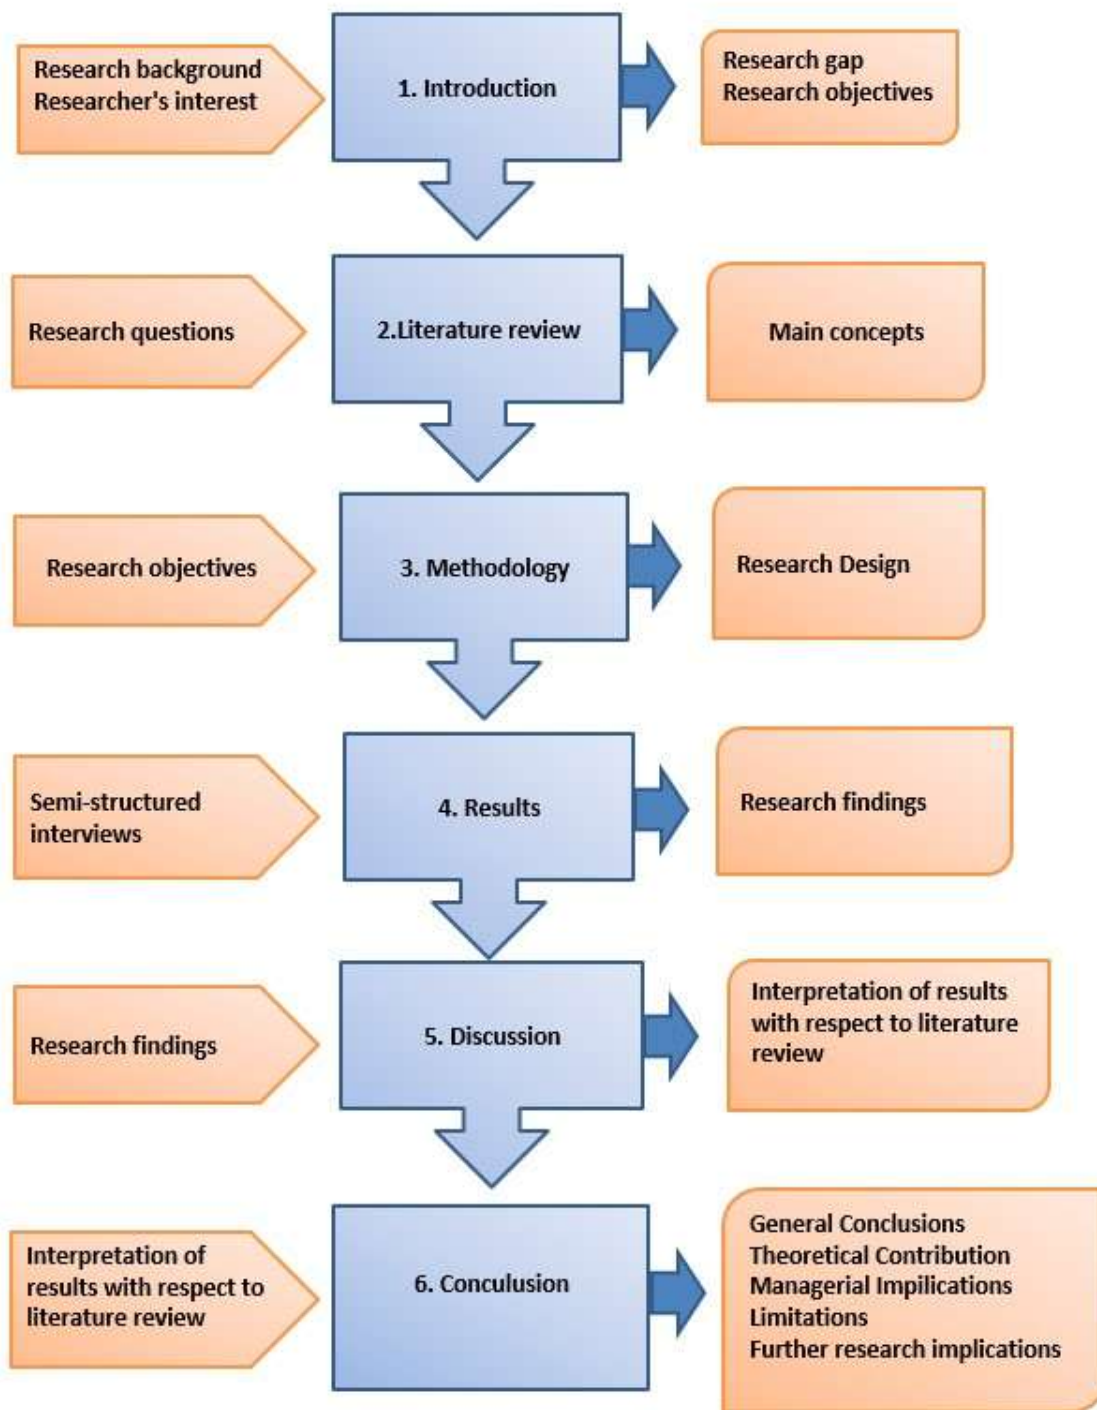 Research background
Researcher's interest
1. Introduction
Research gap
Research objectives
Research questions
2.Literature review
Main concepts
Research objectives
3. Methodology
Research Design
Semi-structured
interviews
4. Results
Research findings
Research findings
5. Discussion
Interpretation of results
with respect to literature
review
Interpretation of
results with respect to
literature review
6. Conculusion
General Conclusions
Theoretical Contribution
Managerial Impilications
Limitations
Further research implications